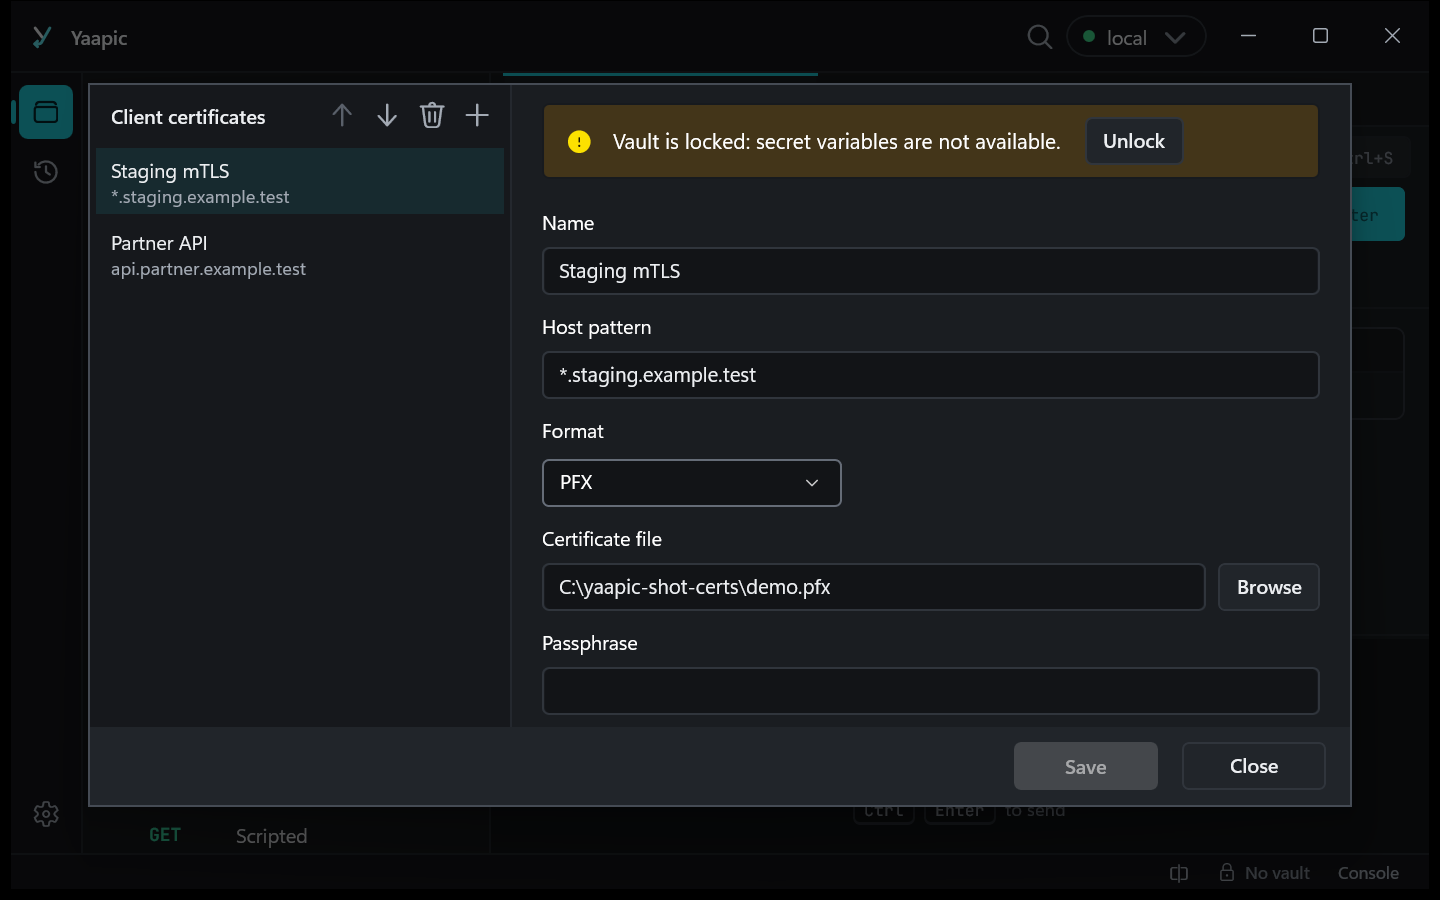 Yaapic
local
Client certificates
Staging mTLS
*.staging.example.test
Partner API
api.partner.example.test
Vault is locked: secret variables are not available.
Unlock
Name
Staging mTLS
Host pattern
*.staging.example.test
Format
PFX
Certificate file
C:\yaapic-shot-certs\demo.pfx
Browse
Passphrase
Save
Close
Ctrl Enter to send
GET Scripted
No vault
Console